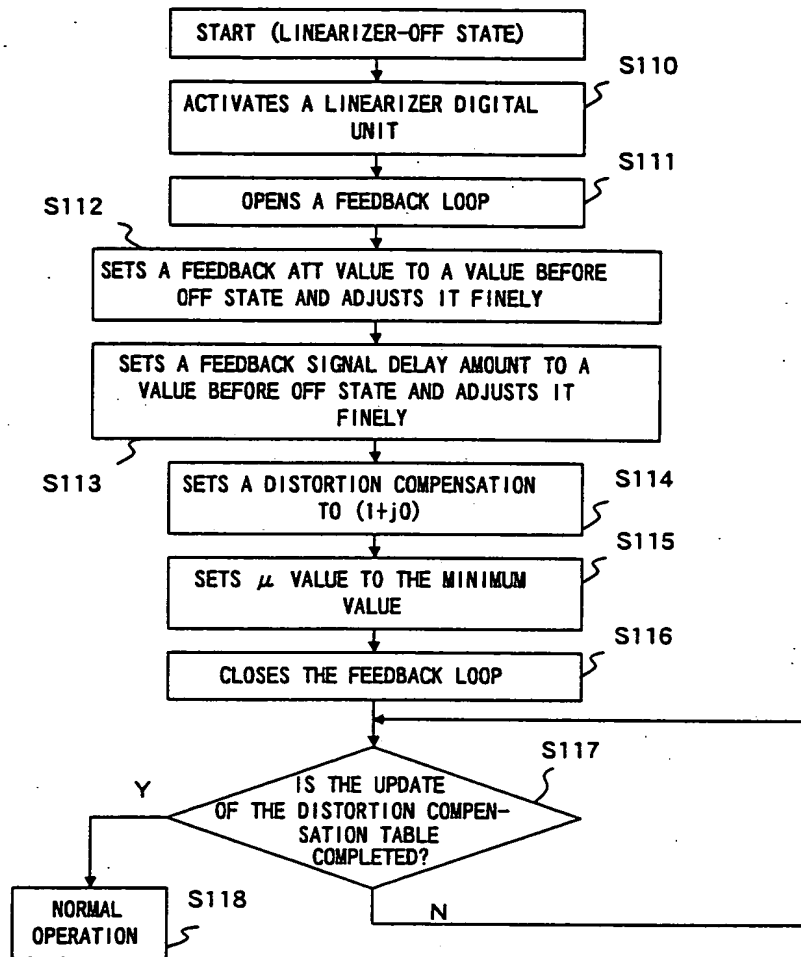 START (LINEARIZER-OFF STATE)
S110
ACTIVATES A LINEARIZER DIGITAL
UNIT
S111
OPENS A FEEDBACK LOOP
S112
SETS A FEEDBACK ATT VALUE TO A VALUE BEFORE
OFF STATE AND ADJUSTS IT FINELY
SETS A FEEDBACK SIGNAL DELAY AMOUNT TO A
VALUE BEFORE OFF STATE AND ADJUSTS IT
FINELY
S113
S114
SETS A DISTORTION COMPENSATION
TO (1+j0)
S115
SETS μ VALUE TO THE MINIMUM
VALUE
S116
CLOSES THE FEEDBACK LOOP
S117
IS THE UPDATE
OF THE DISTORTION COMPEN-
SATION TABLE
COMPLETED?
Y
N
S118
NORMAL
OPERATION